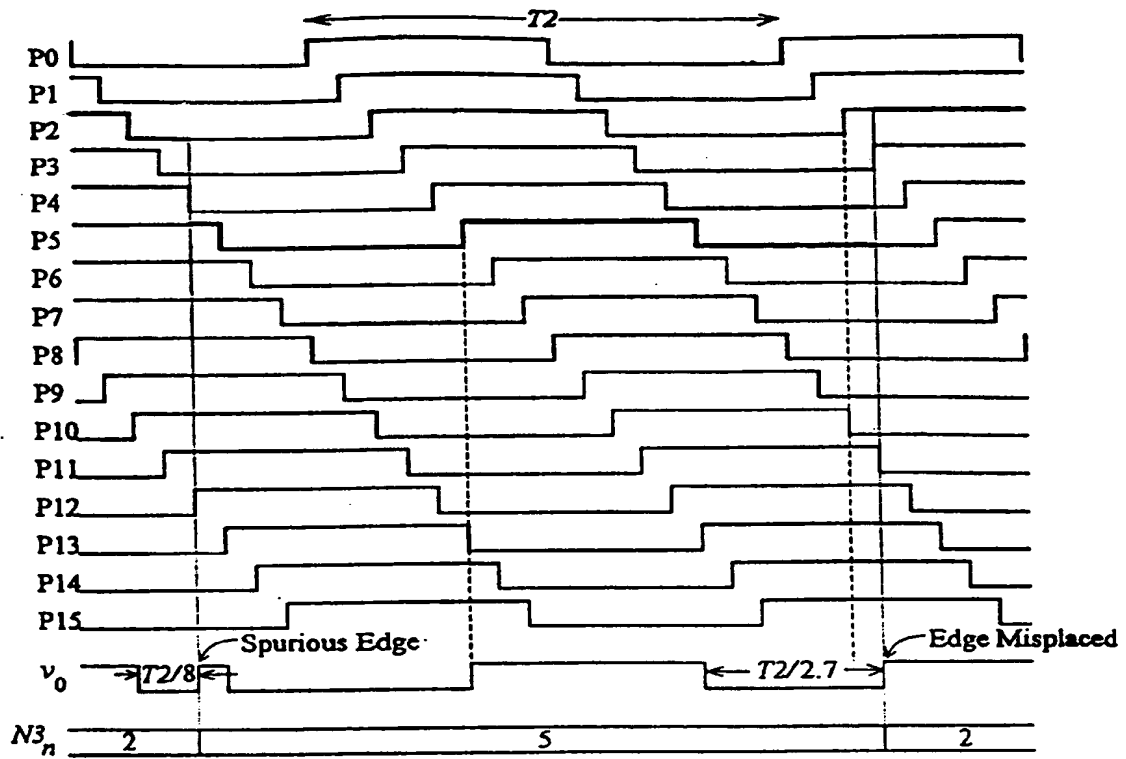 T2
P0
P1
P2
P3
P4
P5
P6
P7
P8
P9
P10
P11
P12
P13
P14
P15
Spurious Edge
Edge Misplaced
v0
T2/8
T2/2.7
N3n
2
5
2